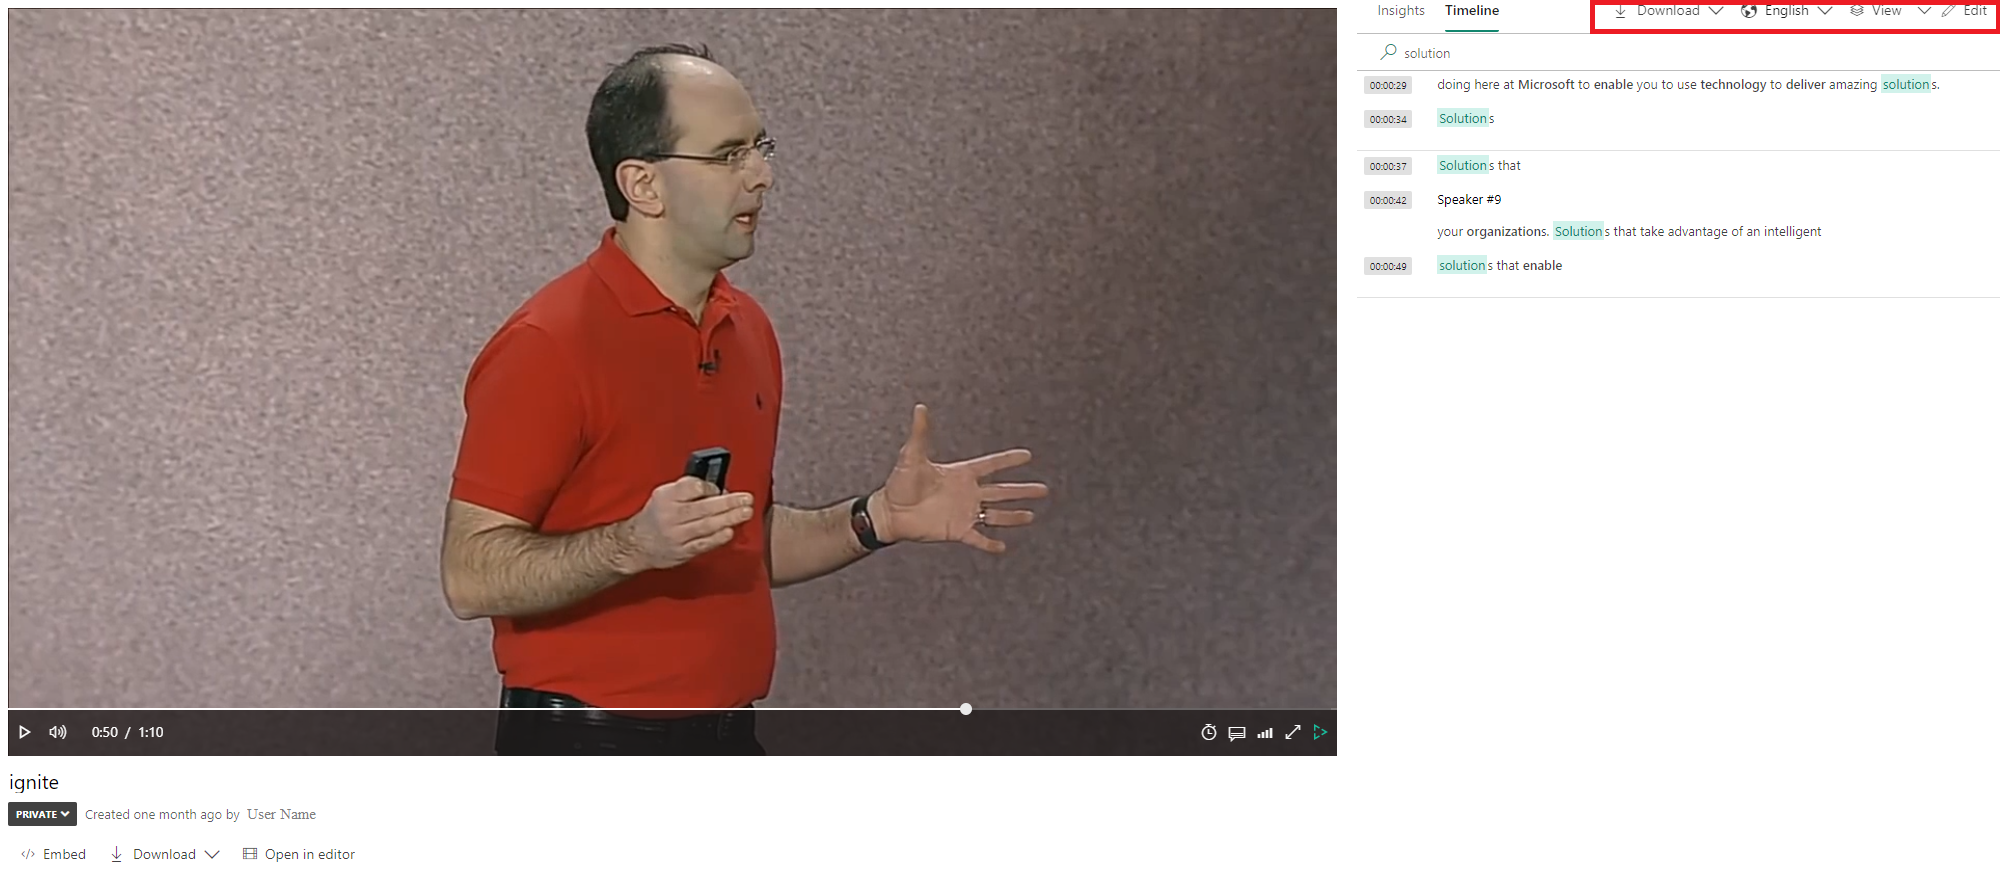 Insights Timeline Download English View Edit
solution
00:00:29 doing here at Microsoft to enable you to use technology to deliver amazing solutions.
00:00:34 Solutions
00:00:37 Solutions that
00:00:42 Speaker #9
your organizations. Solutions that take advantage of an intelligent
00:00:49 solutions that enable
0:50 / 1:10
ignite
PRIVATE Created one month ago by User Name
</> Embed Download Open in editor